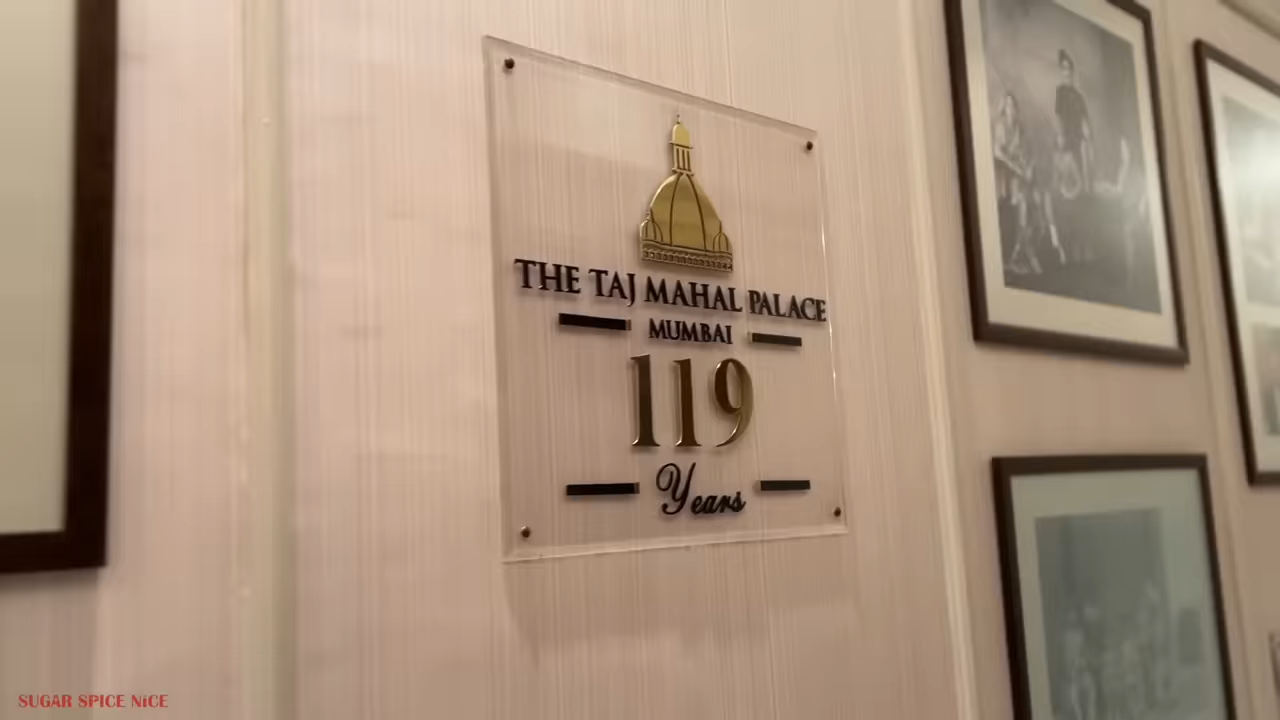 THE TAJ MAHAL PALACE
MUMBAI
119
Years
SUGAR SPICE NiCE